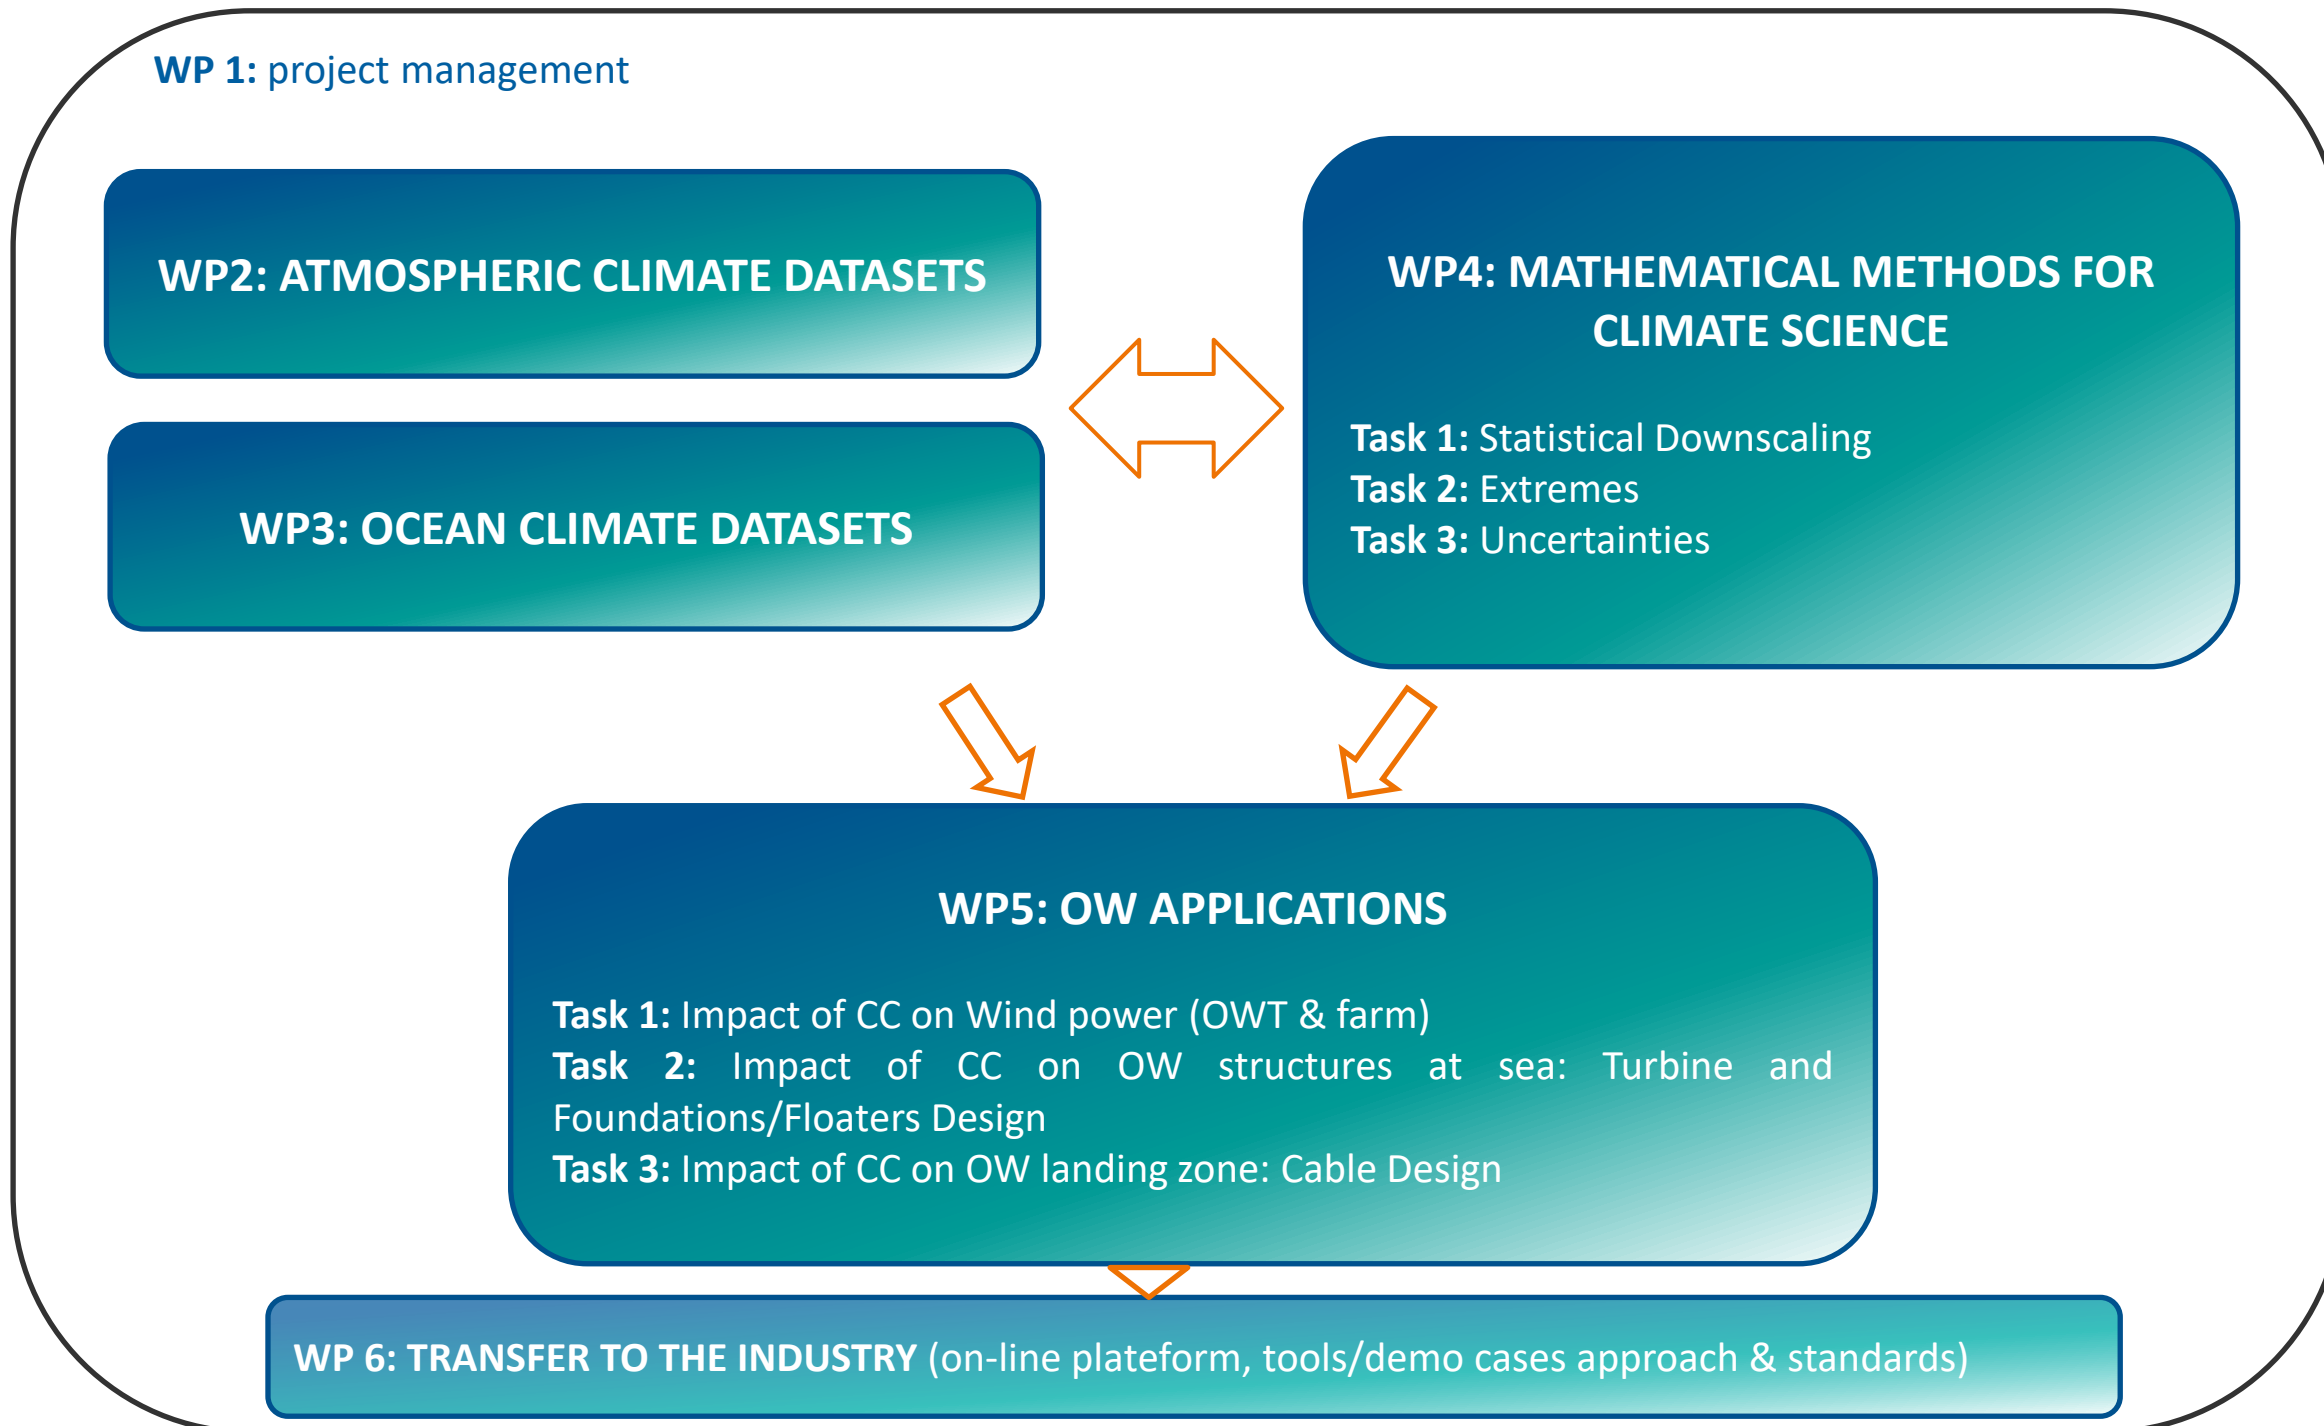 WP 1: project management
WP2: ATMOSPHERIC CLIMATE DATASETS
WP3: OCEAN CLIMATE DATASETS
WP4: MATHEMATICAL METHODS FOR
CLIMATE SCIENCE
Task 1: Statistical Downscaling
Task 2: Extremes
Task 3: Uncertainties
WP5: OW APPLICATIONS
Task 1: Impact of CC on Wind power (OWT & farm)
Task 2: Impact of CC on OW structures at sea: Turbine and
Foundations/Floaters Design
Task 3: Impact of CC on OW landing zone: Cable Design
WP 6: TRANSFER TO THE INDUSTRY (on-line plateform, tools/demo cases approach & standards)